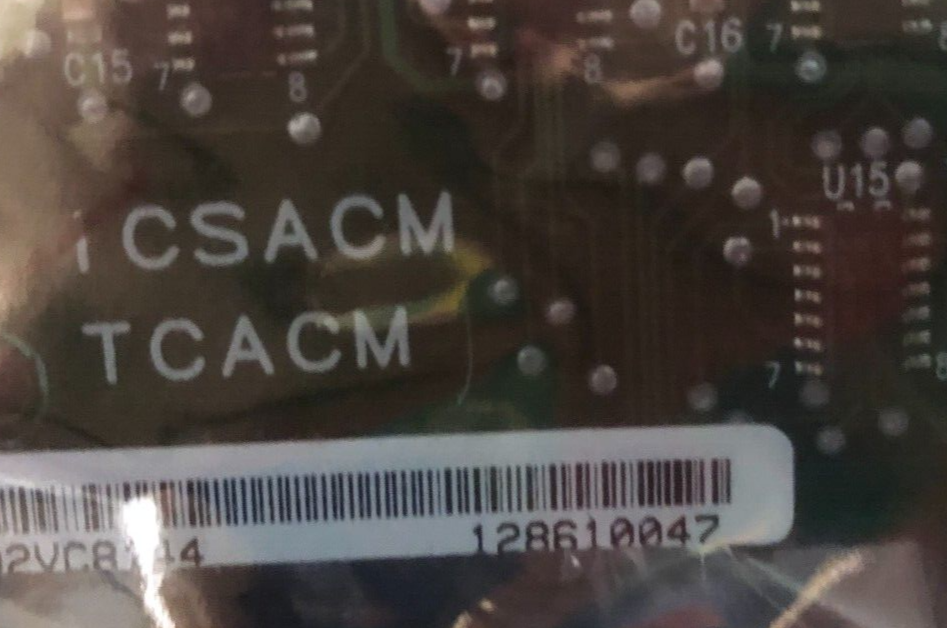 C15 7 8 7 8 C16 7
U15
1
CSACM
TCACM
7
128610047